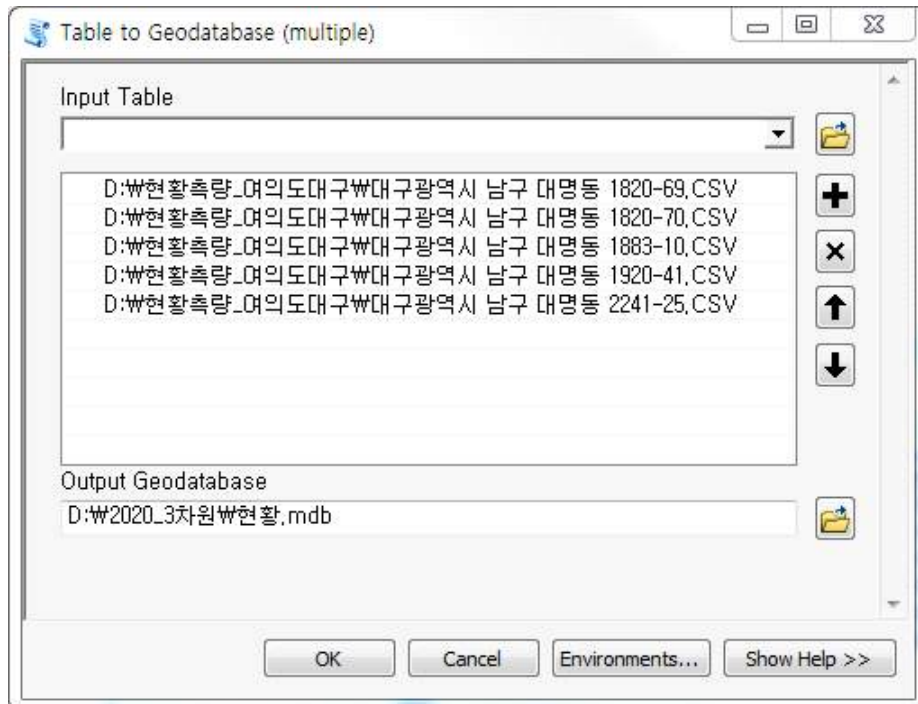 Table to Geodatabase (multiple)
Input Table
D:₩현황측량_여의도대구₩대구광역시 남구 대명동 1820-69,CSV
D:₩현황측량_여의도대구₩대구광역시 남구 대명동 1820-70,CSV
D:₩현황측량_여의도대구₩대구광역시 남구 대명동 1883-10,CSV
D:₩현황측량_여의도대구₩대구광역시 남구 대명동 1920-41,CSV
D:₩현황측량_여의도대구₩대구광역시 남구 대명동 2241-25,CSV
Output Geodatabase
D:₩2020_3차원₩현황,mdb
OK Cancel Environments... Show Help >>